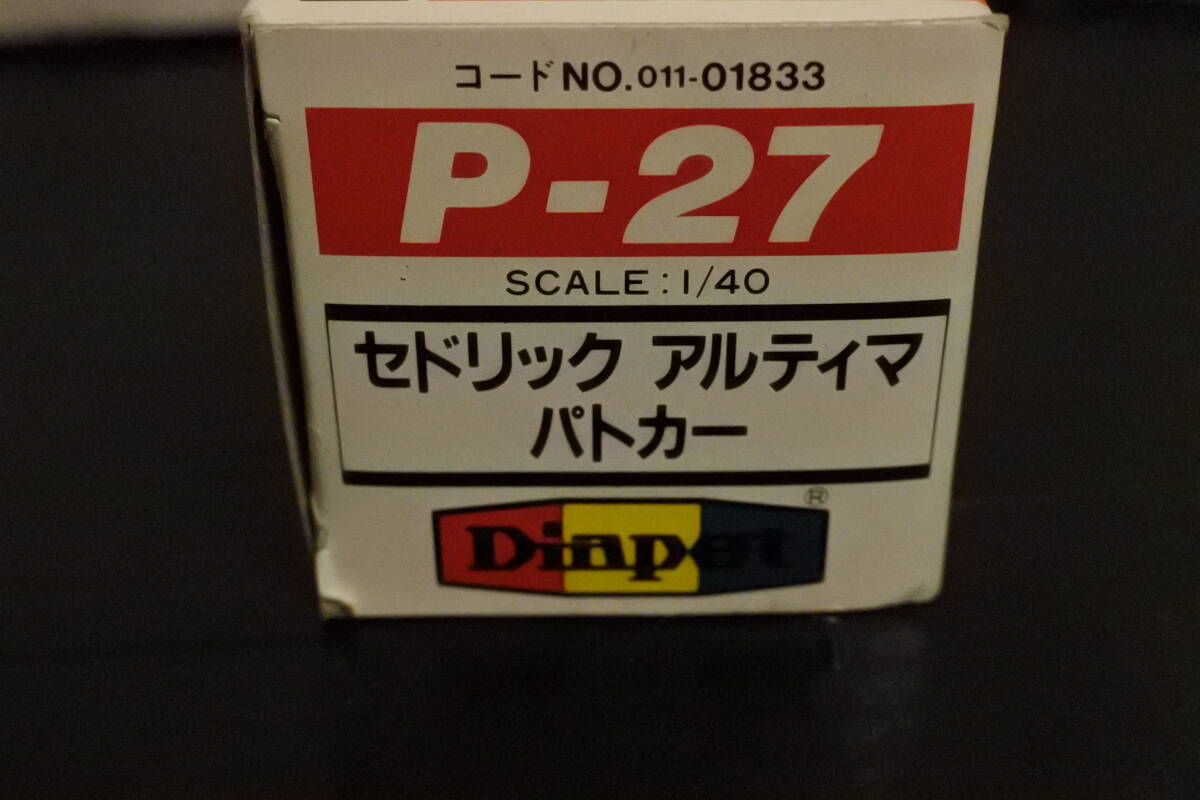 コードNO.011-01833
P-27
SCALE:1/40
セドリック アルティマ
パトカー
®
Diapet